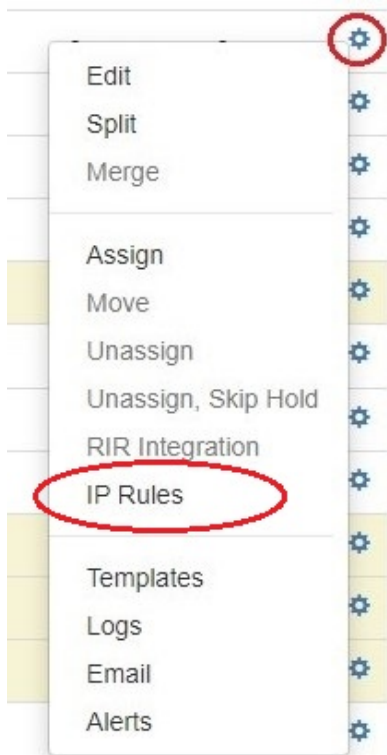 Edit
Split
Merge
Assign
Move
Unassign
Unassign, Skip Hold
RIR Integration
IP Rules
Templates
Logs
Email
Alerts